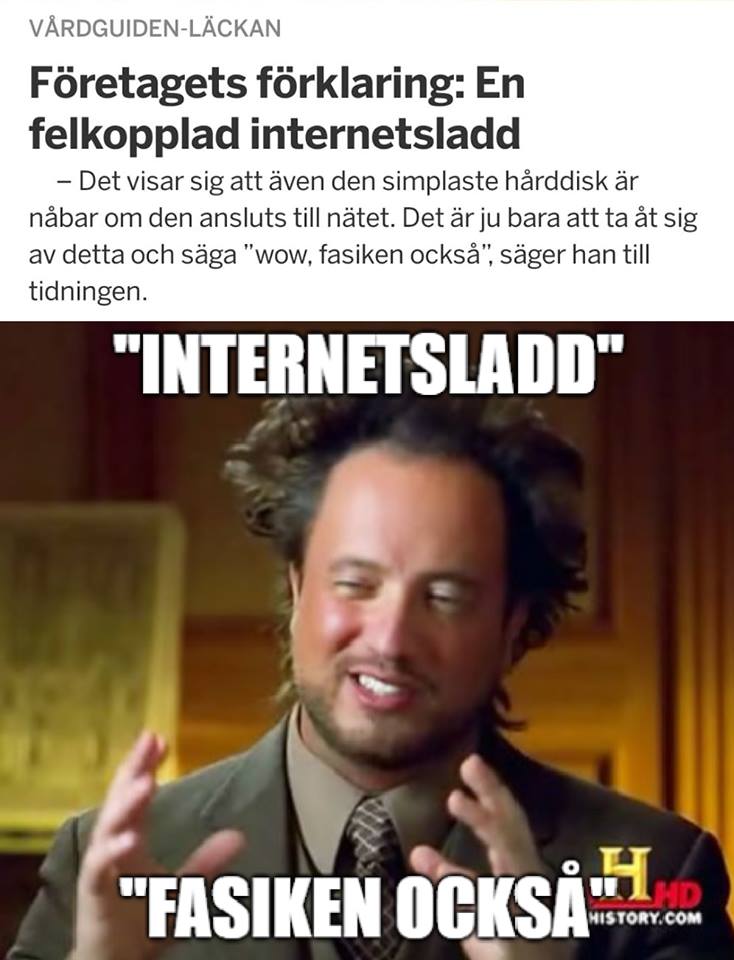 VÅRDGUIDEN-LÄCKAN
Företagets förklaring: En
felkopplad internetsladd
– Det visar sig att även den simplaste hårddisk är
nåbar om den ansluts till nätet. Det är ju bara att ta åt sig
av detta och säga ”wow, fasiken också”, säger han till
tidningen.
"INTERNETSLADD"
"FASIKEN OCKSÅ"
H HD
HISTORY.COM